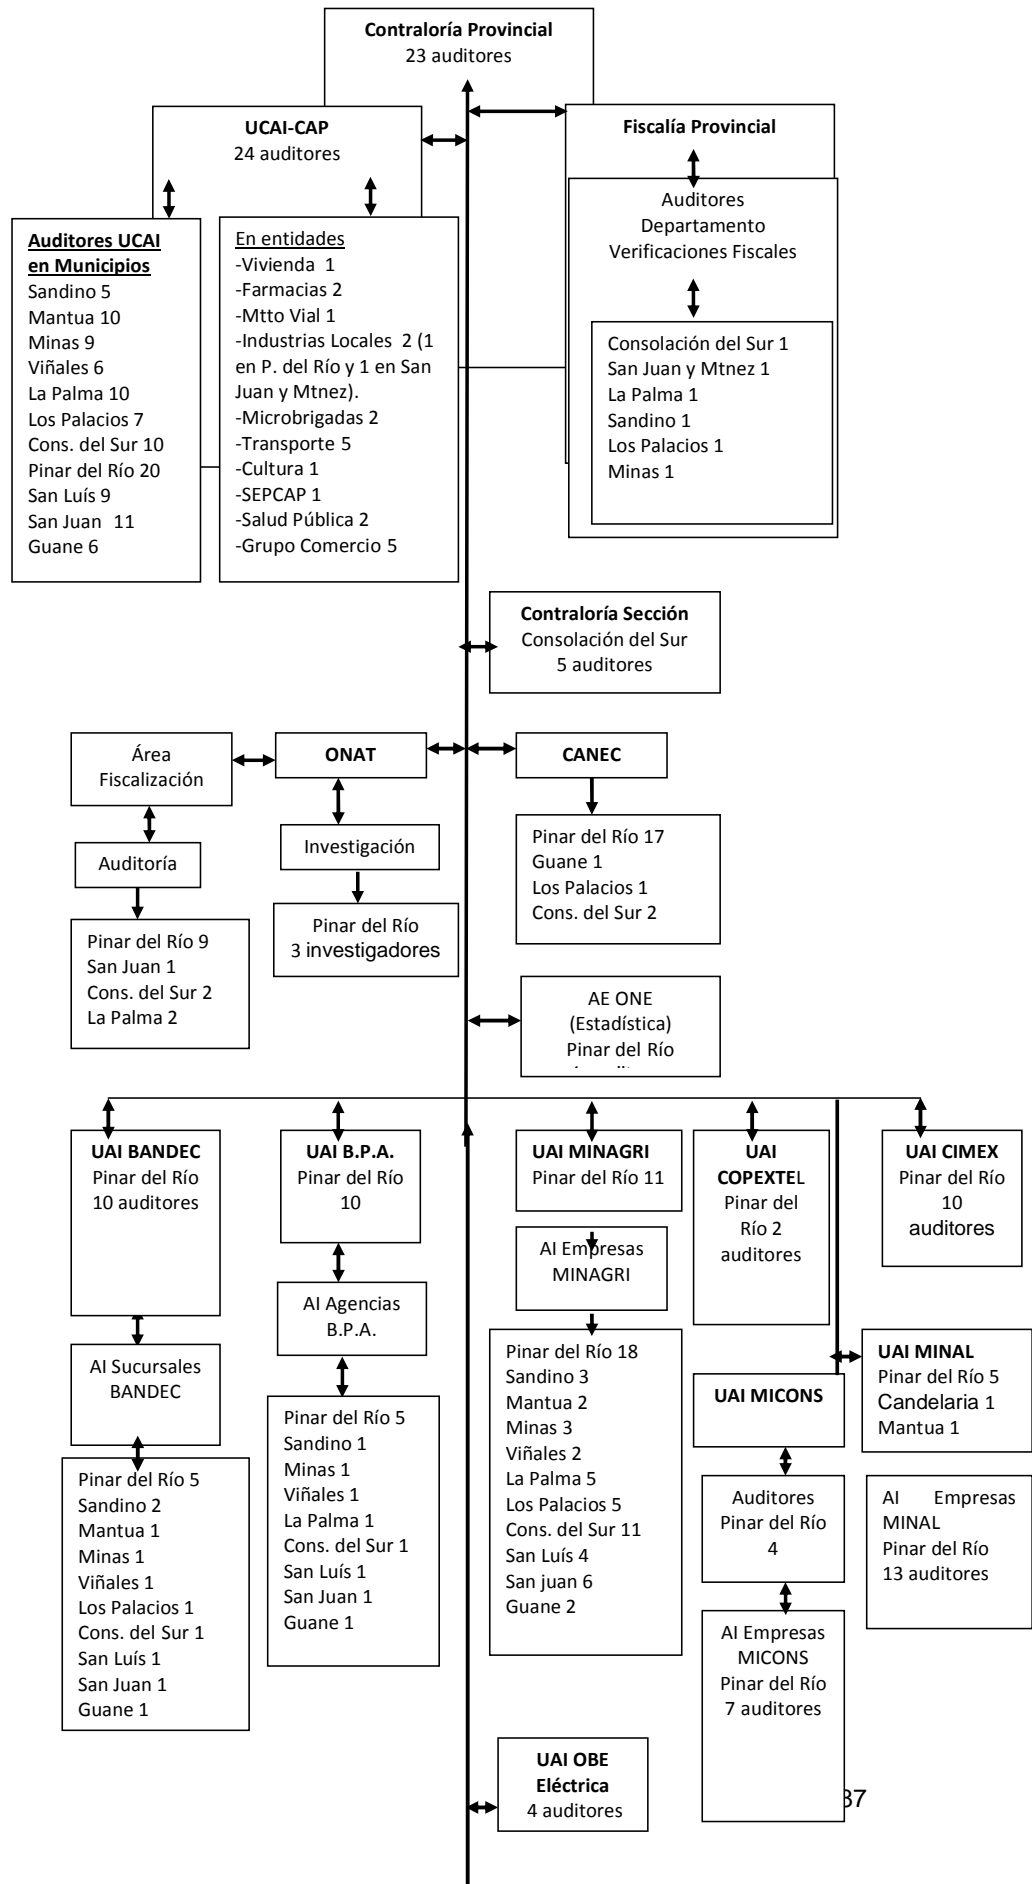 Contraloría Provincial
23 auditores
UCAI-CAP
24 auditores
Fiscalía Provincial
Auditores
Departamento
Verificaciones Fiscales
Auditores UCAI
en Municipios
Sandino 5
Mantua 10
Minas 9
Viñales 6
La Palma 10
Los Palacios 7
Cons. del Sur 10
Pinar del Río 20
San Luís 9
San Juan 11
Guane 6
En entidades
-Vivienda 1
-Farmacias 2
-Mtto Vial 1
-Industrias Locales 2 (1
en P. del Río y 1 en San
Juan y Mtnez).
-Microbrigadas 2
-Transporte 5
-Cultura 1
-SEPCAP 1
-Salud Pública 2
-Grupo Comercio 5
Consolación del Sur 1
San Juan y Mtnez 1
La Palma 1
Sandino 1
Los Palacios 1
Minas 1
Contraloría Sección
Consolación del Sur
5 auditores
Área
Fiscalización
ONAT
CANEC
Auditoría
Investigación
Pinar del Río 9
San Juan 1
Cons. del Sur 2
La Palma 2
Pinar del Río
3 investigadores
Pinar del Río 17
Guane 1
Los Palacios 1
Cons. del Sur 2
AE ONE
(Estadística)
Pinar del Río
UAI BANDEC
Pinar del Río
10 auditores
UAI B.P.A.
Pinar del Río
10
UAI MINAGRI
Pinar del Río 11
UAI
COPEXTEL
Pinar del
Río 2
auditores
UAI CIMEX
Pinar del Río
10
auditores
AI Sucursales
BANDEC
AI Agencias
B.P.A.
AI Empresas
MINAGRI
Pinar del Río 5
Sandino 2
Mantua 1
Minas 1
Viñales 1
Los Palacios 1
Cons. del Sur 1
San Luís 1
San Juan 1
Guane 1
Pinar del Río 5
Sandino 1
Minas 1
Viñales 1
La Palma 1
Cons. del Sur 1
San Luís 1
San Juan 1
Guane 1
Pinar del Río 18
Sandino 3
Mantua 2
Minas 3
Viñales 2
La Palma 5
Los Palacios 5
Cons. del Sur 11
San Luís 4
San juan 6
Guane 2
UAI MICONS
Auditores
Pinar del Río
4
AI Empresas
MICONS
Pinar del Río
7 auditores
UAI MINAL
Pinar del Río 5
Candelaria 1
Mantua 1
AI Empresas
MINAL
Pinar del Río
13 auditores
UAI OBE
Eléctrica
4 auditores
37